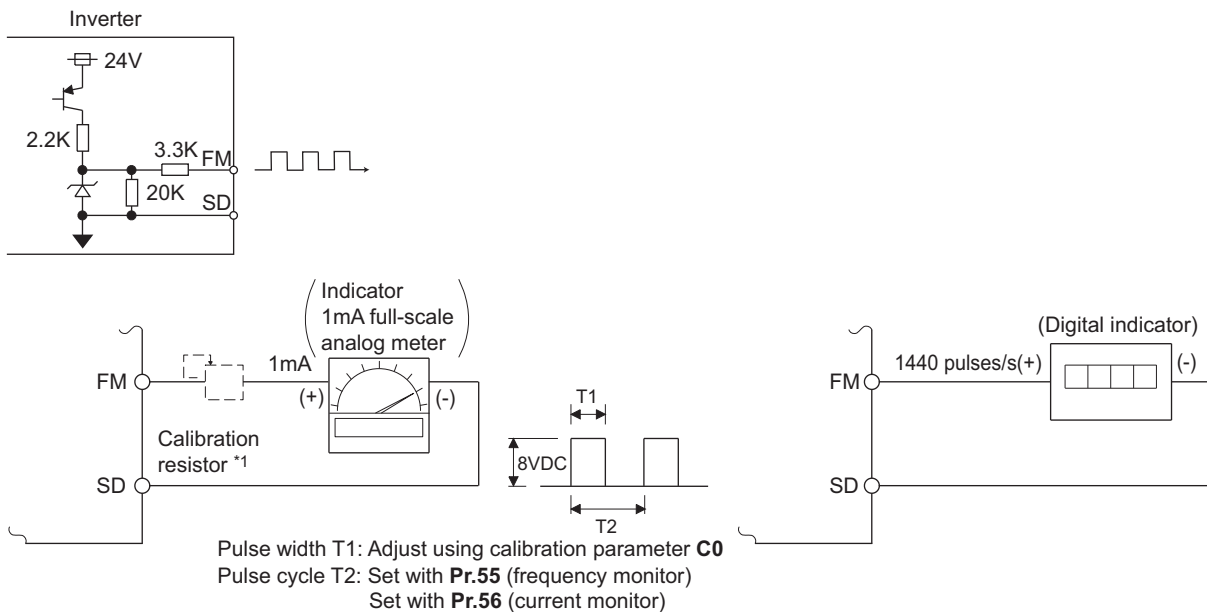 Inverter
24V
2.2K
3.3K
FM
20K
SD
Indicator
1mA full-scale
analog meter
1mA
FM
(+)
(-)
Calibration
resistor *1
SD
T1
8VDC
T2
(Digital indicator)
1440 pulses/s(+)
(-)
FM
SD
Pulse width T1: Adjust using calibration parameter C0
Pulse cycle T2: Set with Pr.55 (frequency monitor)
Set with Pr.56 (current monitor)